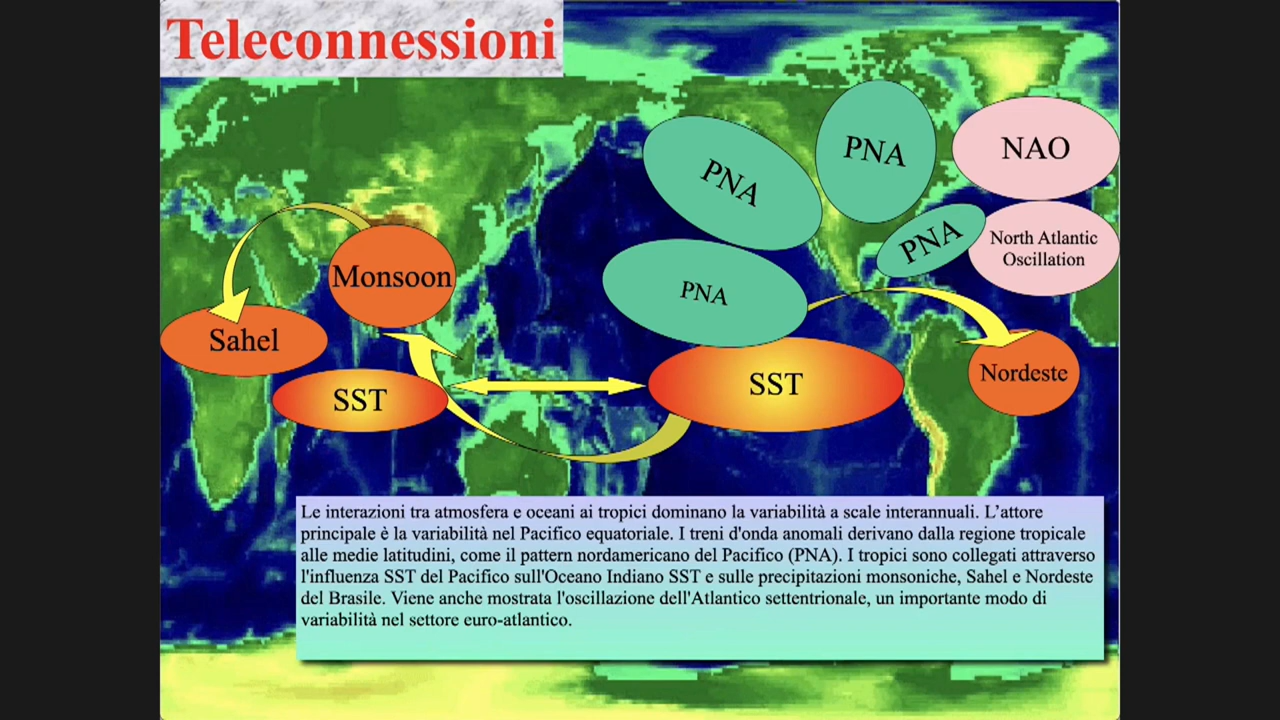 Teleconnessioni
PNA
PNA
NAO
PNA
North Atlantic
Oscillation
Monsoon
PNA
Sahel
SST
SST
Nordeste
Le interazioni tra atmosfera e oceani ai tropici dominano la variabilità a scale interannuali. L’attore
principale è la variabilità nel Pacifico equatoriale. I treni d'onda anomali derivano dalla regione tropicale
alle medie latitudini, come il pattern nordamericano del Pacifico (PNA). I tropici sono collegati attraverso
l'influenza SST del Pacifico sull'Oceano Indiano SST e sulle precipitazioni monsoniche, Sahel e Nordeste
del Brasile. Viene anche mostrata l'oscillazione dell'Atlantico settentrionale, un importante modo di
variabilità nel settore euro-atlantico.